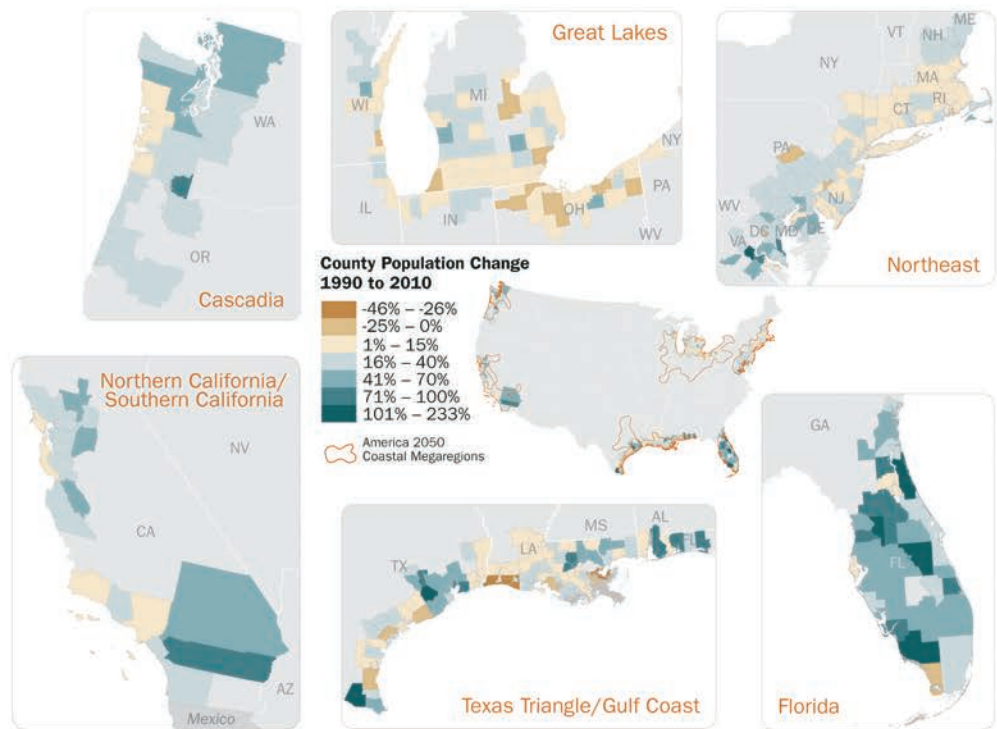 WA
OR
Cascadia
Great Lakes
WI
MI
NY
IL
IN
OH
PA
WV
ME
VT
NH
NY
MA
CT
RI
PA
NJ
WV
VA
DC
MD
DE
Northeast
County Population Change
1990 to 2010
-46% – -26%
-25% – 0%
1% – 15%
16% – 40%
41% – 70%
71% – 100%
101% – 233%
America 2050
Coastal Megaregions
Northern California/
Southern California
NV
CA
AZ
Mexico
TX
LA
MS
AL
FL
Texas Triangle/Gulf Coast
GA
FL
Florida